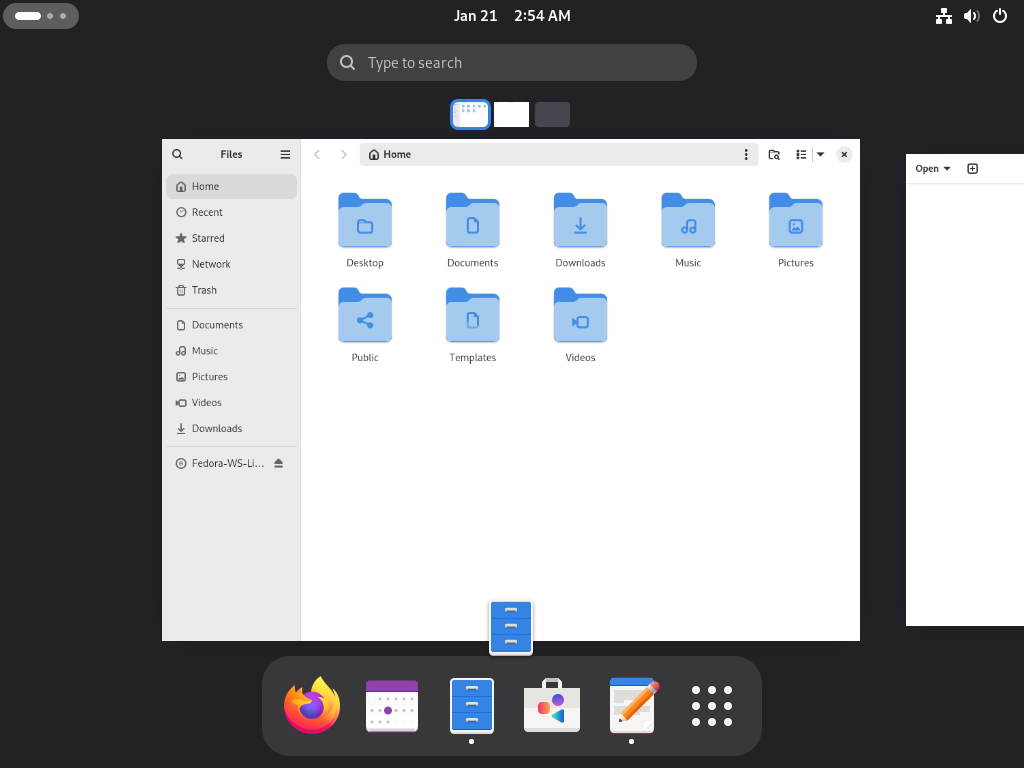 Jan 21 2:54 AM
Type to search
Files
Home
Open
Home
Recent
Starred
Network
Trash
Documents
Music
Pictures
Videos
Downloads
Fedora-WS-Li...
Desktop
Documents
Downloads
Music
Pictures
Public
Templates
Videos